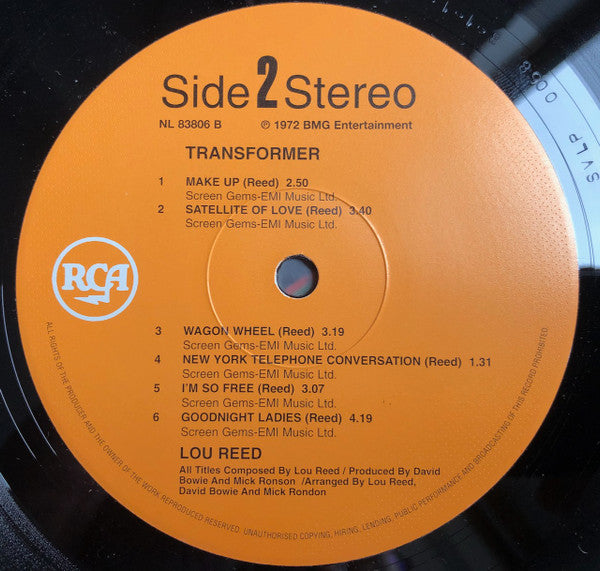 Side 2 Stereo
NL 83806 B ℗ 1972 BMG Entertainment
TRANSFORMER
1 MAKE UP (Reed) 2.50
Screen Gems-EMI Music Ltd.
2 SATELLITE OF LOVE (Reed) 3.40
Screen Gems-EMI Music Ltd.
RCA
3 WAGON WHEEL (Reed) 3.19
Screen Gems-EMI Music Ltd.
4 NEW YORK TELEPHONE CONVERSATION (Reed) 1.31
Screen Gems-EMI Music Ltd.
5 I'M SO FREE (Reed) 3.07
Screen Gems-EMI Music Ltd.
6 GOODNIGHT LADIES (Reed) 4.19
Screen Gems-EMI Music Ltd.
LOU REED
All Titles Composed By Lou Reed / Produced By David
Bowie And Mick Ronson /Arranged By Lou Reed,
David Bowie And Mick Rondon
ALL RIGHTS OF THE PRODUCER AND THE OWNER OF THE WORK REPRODUCED RESERVED. UNAUTHORISED COPYING, HIRING, LENDING, PUBLIC PERFORMANCE AND BROADCASTING OF THIS RECORD PROHIBITED.
SVLP